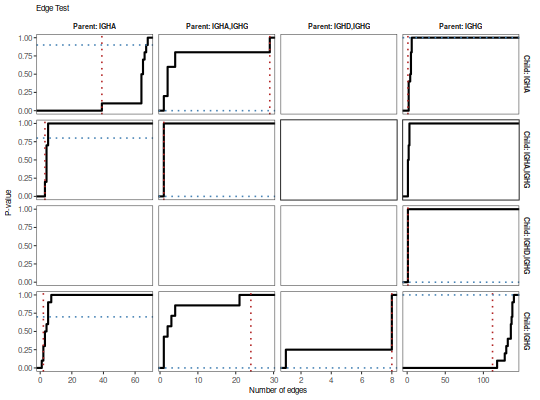 Edge Test
Parent: IGHA
Parent: IGHA,IGHG
Parent: IGHD,IGHG
Parent: IGHG
1.00
0.75
0.50
0.25
0.00
Child: IGHA
1.00
0.75
0.50
0.25
0.00
Child: IGHA,IGHG
P-value
1.00
0.75
0.50
0.25
0.00
Child: IGHD,IGHG
1.00
0.75
0.50
0.25
0.00
Child: IGHG
0 20 40 60
0 10 20 30
2 4 6 8
0 50 100
Number of edges